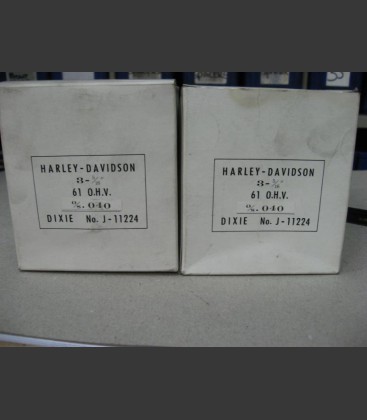 HARLEY-DAVIDSON
3-5/16"
61 O.H.V.
O/S. .040
DIXIE No. J-11224
HARLEY-DAVIDSON
3-5/16"
61 O.H.V.
O/S. .040
DIXIE No. J-11224